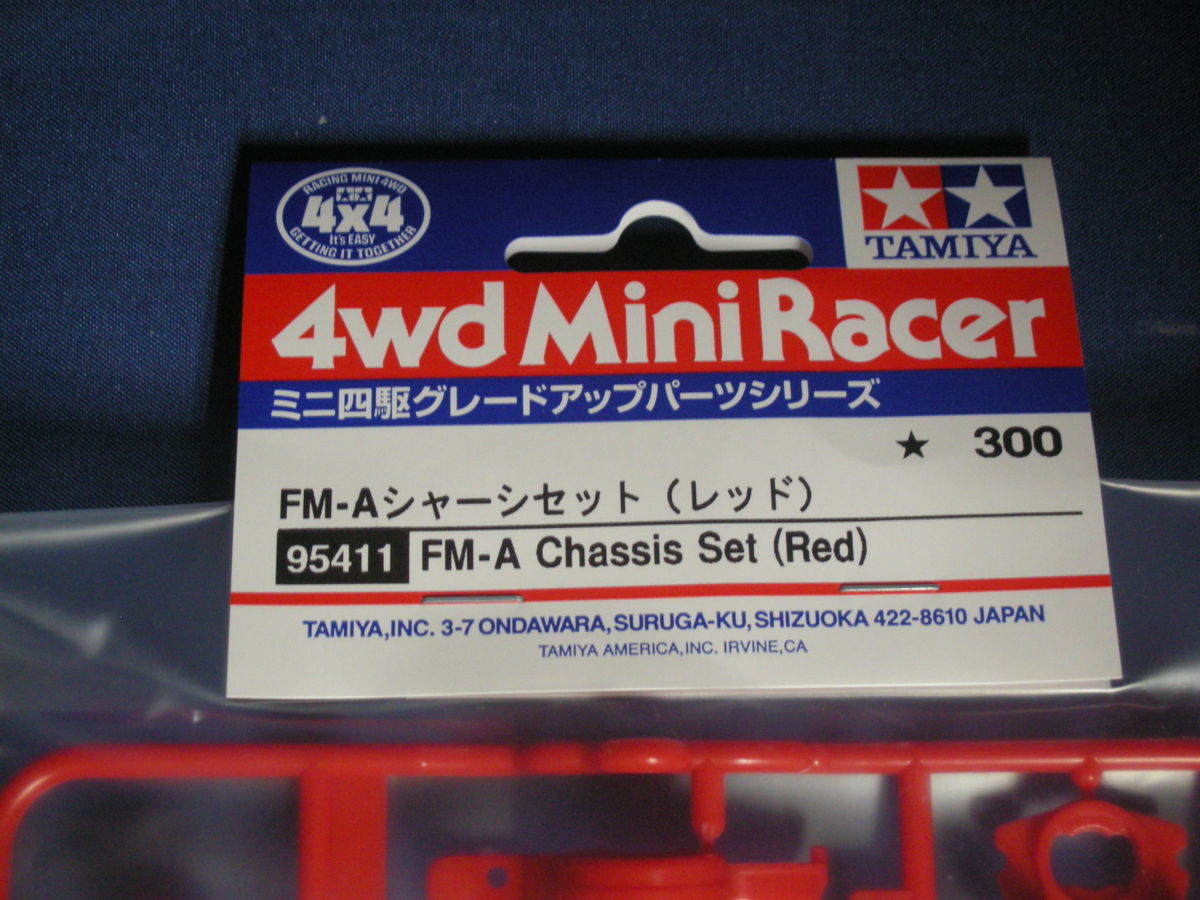 RACING MINI 4WD
4x4
It's EASY
GETTING IT TOGETHER
TAMIYA
4wd Mini Racer
ミニ四駆グレードアップパーツシリーズ
★ 300
FM-Aシャーシセット（レッド）
95411 FM-A Chassis Set (Red)
TAMIYA,INC. 3-7 ONDAWARA,SURUGA-KU,SHIZUOKA 422-8610 JAPAN
TAMIYA AMERICA,INC. IRVINE,CA